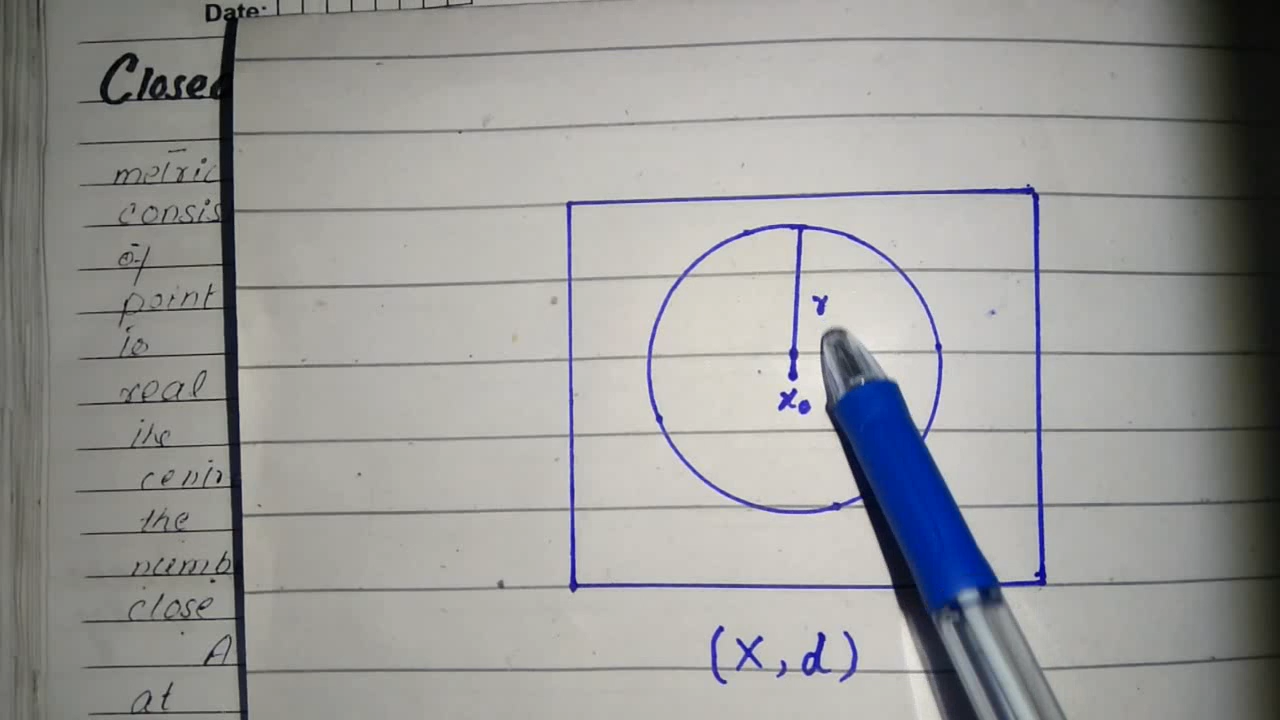 Date:
Closed
metric
consis
of
point
is
real
the
centr
the
numb
close
A
at
r
x₀
(X, d)